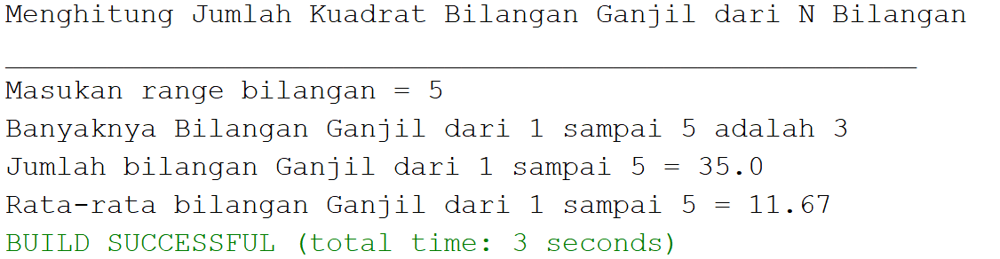 Menghitung Jumlah Kuadrat Bilangan Ganjil dari N Bilangan
Masukan range bilangan = 5
Banyaknya Bilangan Ganjil dari 1 sampai 5 adalah 3
Jumlah bilangan Ganjil dari 1 sampai 5 = 35.0
Rata-rata bilangan Ganjil dari 1 sampai 5 = 11.67
BUILD SUCCESSFUL (total time: 3 seconds)